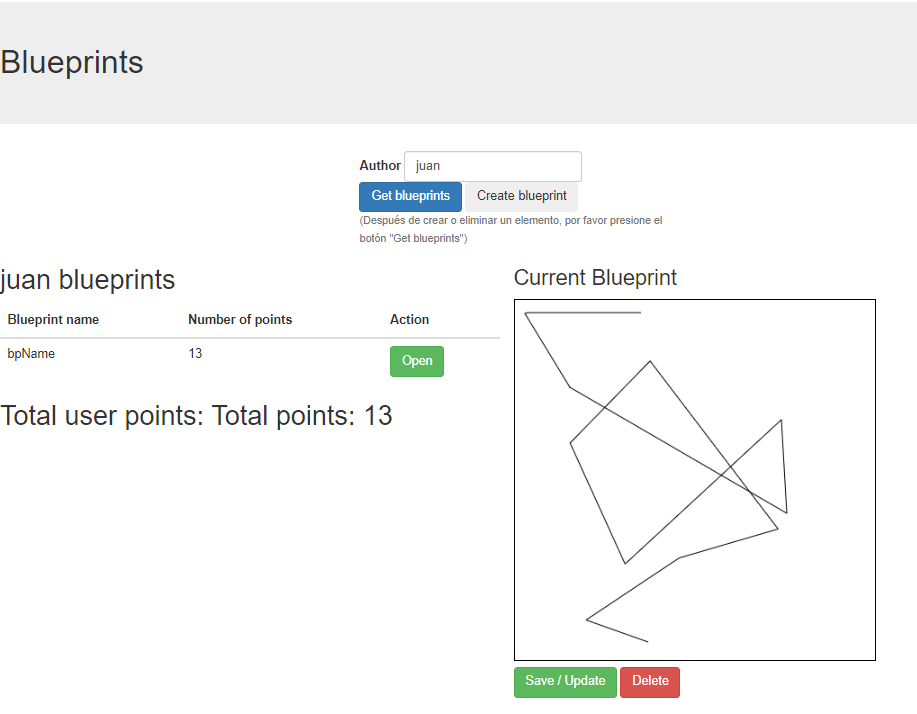 Blueprints
Author juan
Get blueprints Create blueprint
(Después de crear o eliminar un elemento, por favor presione el
botón "Get blueprints")
juan blueprints
Blueprint name Number of points Action
bpName 13 Open
Total user points: Total points: 13
Current Blueprint
Save / Update Delete